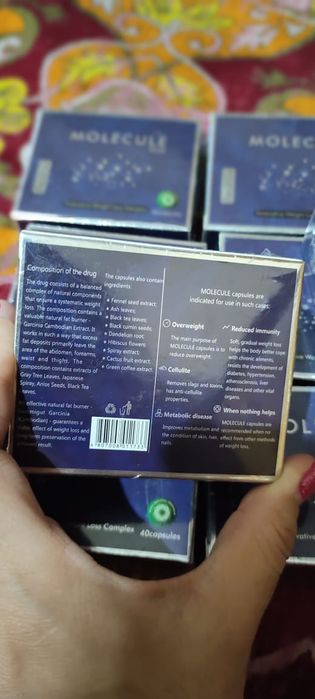 MOLECULE
MOLECULE
Composition of the drug
The drug consists of a balanced
complex of natural components
that ensure a systematic weight
loss. The composition contains a
valuable natural fat burner -
Garcinia Cambodian Extract. It
works in such a way that excess
fat deposits primarily leave the
area of the abdomen, forearms,
waist and thighs. The
composition contains extracts of
Gray Tree Leaves, Japanese
Spiray, Anise Seeds, Black Tea
leaves.
effective natural fat burner -
Garcinia
- guarantees a
effect of weight loss and
preservation of the
result.
The capsules also contain
ingredients:
Fennel seed extract;
Ash leaves;
Black tea leaves;
Black cumin seeds;
Dandelion root;
Hibiscus flowers;
Spiray extract;
Cactus fruit extract;
Green coffee extract.
MOLECULE capsules are
indicated for use in such cases:
Overweight
The main purpose of
MOLECULE capsules is to
reduce overweight.
Cellulite
Removes slags and toxins,
has anti-cellulite
properties.
Metabolic disease
Improves metabolism and
the condition of skin, hair,
nails.
Reduced immunity
Soft, gradual weight loss
helps the body better cope
with chronic ailments,
resists the development of
diabetes, hypertension,
atherosclerosis, liver
diseases and other vital
organs.
When nothing helps
MOLECULE capsules are
recommended when no
effect from other methods
of weight loss.
Loss Complex 40capsules